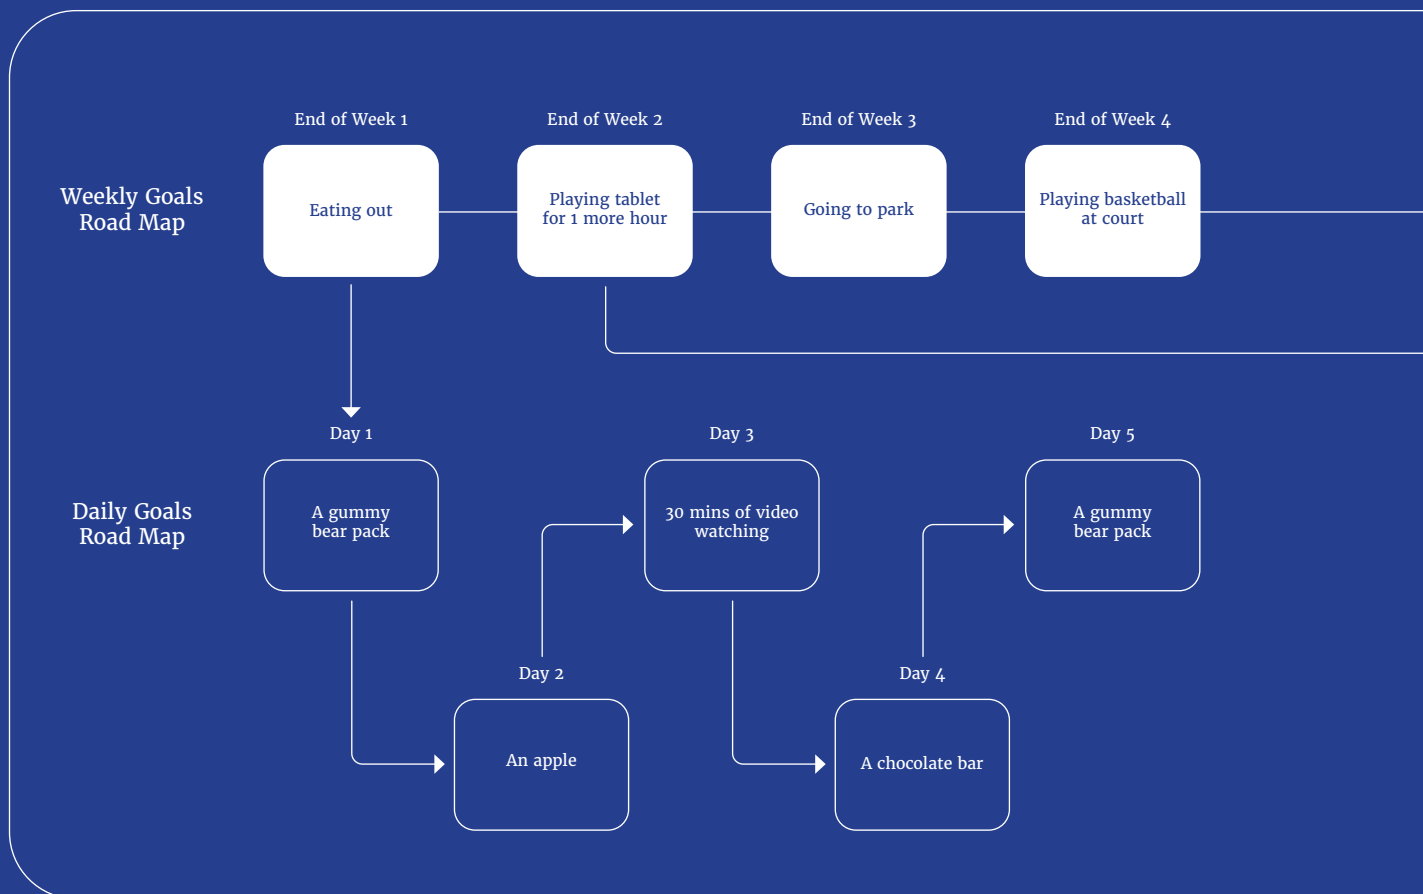 End of Week 1
End of Week 2
End of Week 3
End of Week 4
Weekly Goals
Road Map
Eating out
Playing tablet
for 1 more hour
Going to park
Playing basketball
at court
Day 1
Day 3
Day 5
Daily Goals
Road Map
A gummy
bear pack
30 mins of video
watching
A gummy
bear pack
Day 2
Day 4
An apple
A chocolate bar